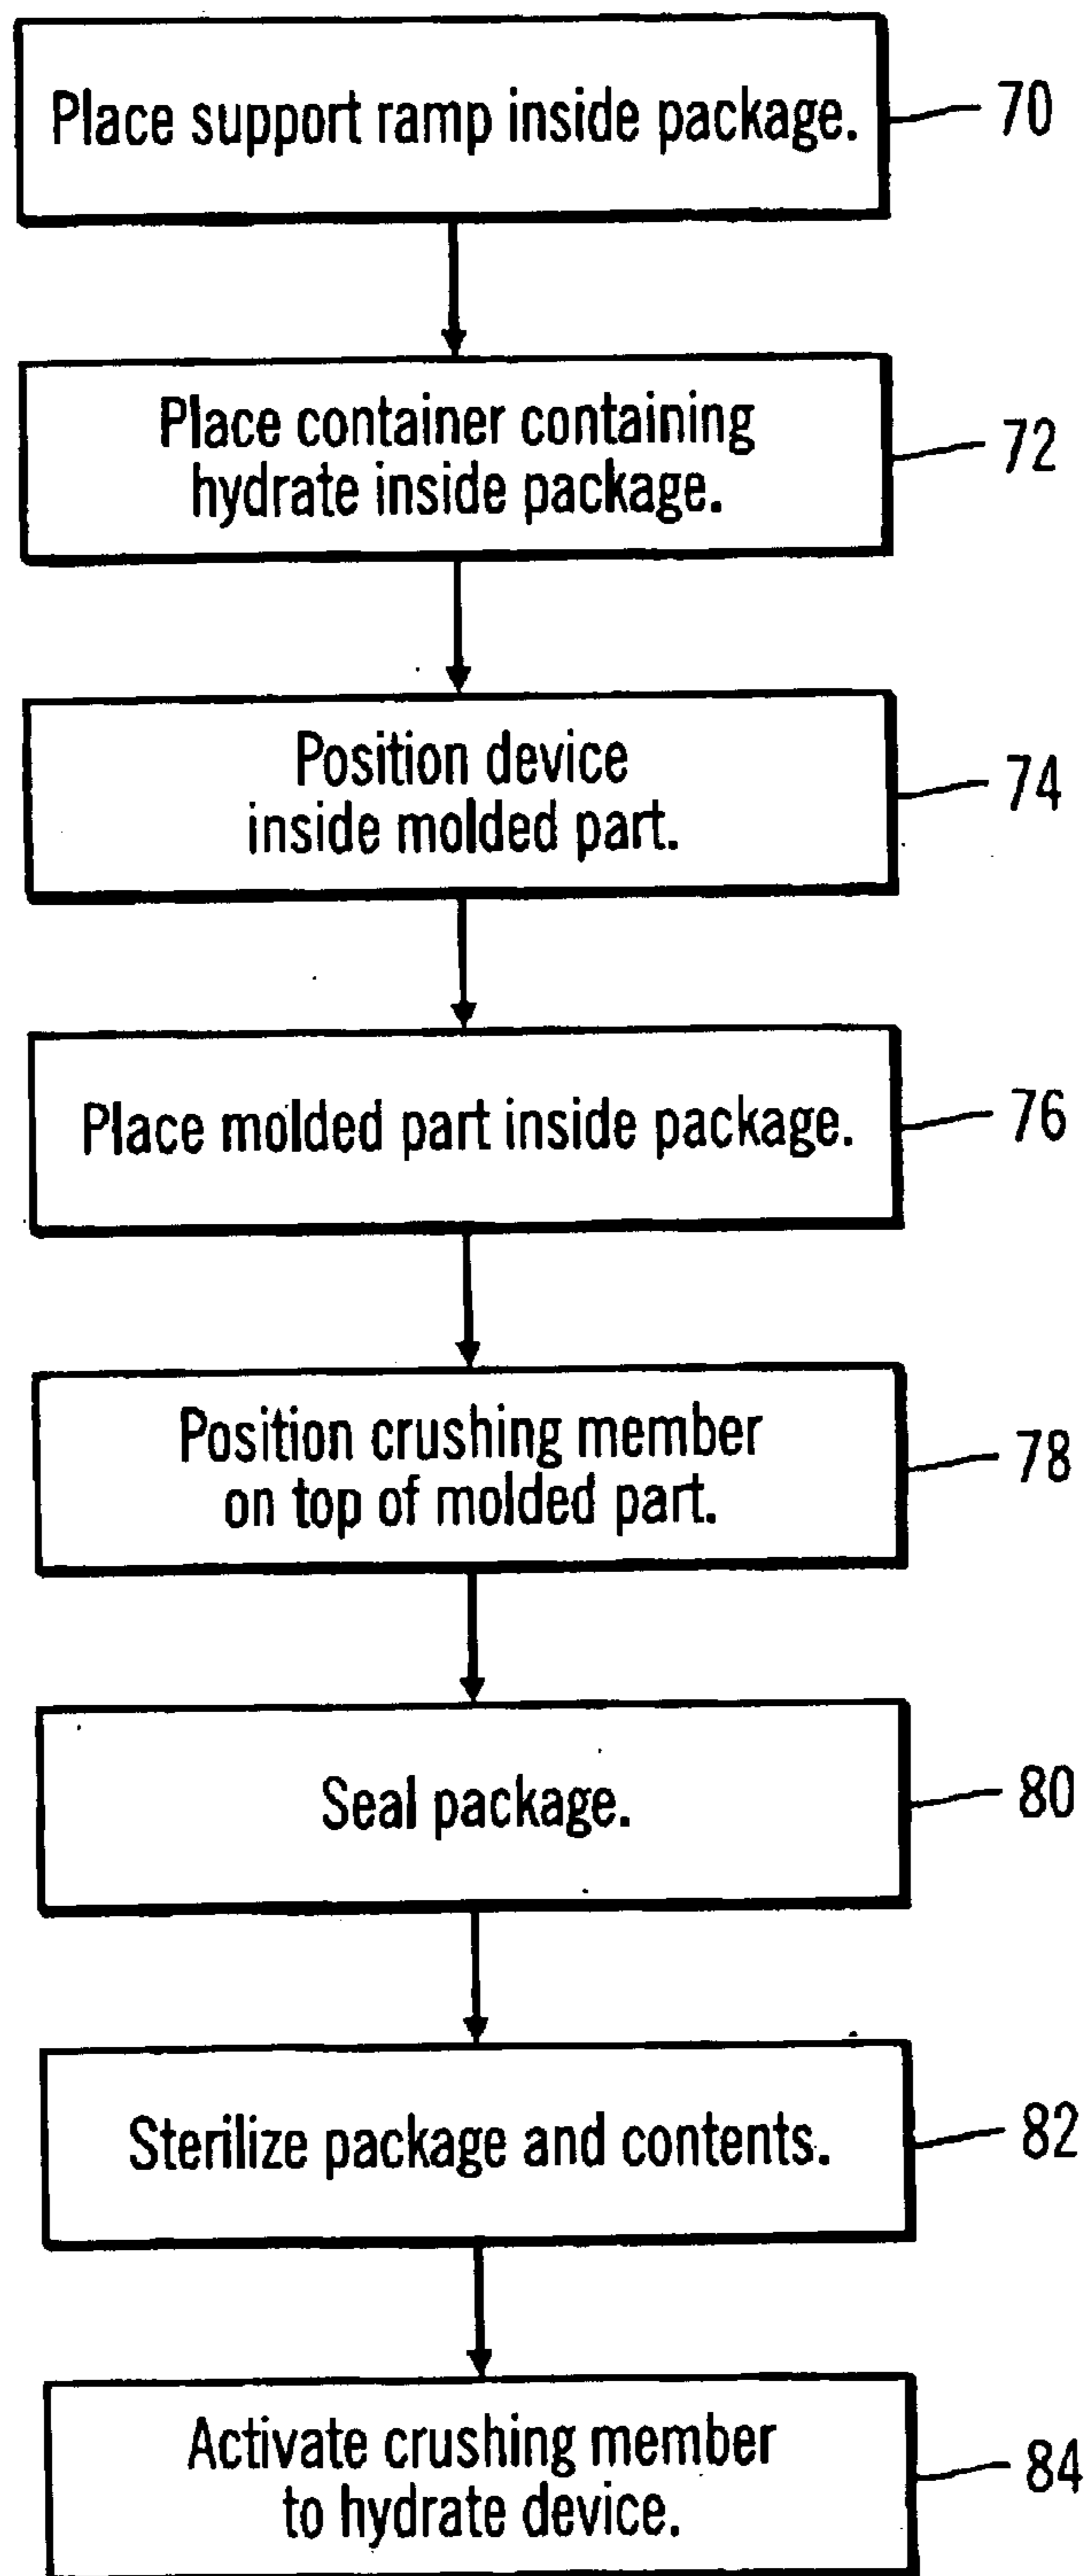 Place support ramp inside package.
70
Place container containing
hydrate inside package.
72
Position device
inside molded part.
74
Place molded part inside package.
76
Position crushing member
on top of molded part.
78
Seal package.
80
Sterilize package and contents.
82
Activate crushing member
to hydrate device.
84